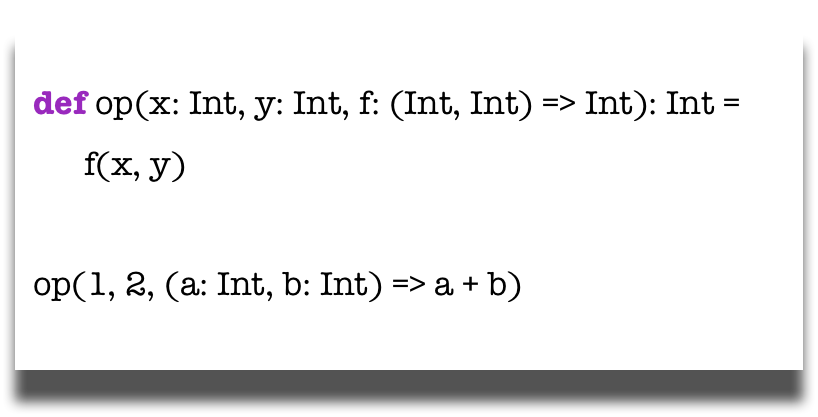 def op(x: Int, y: Int, f: (Int, Int) => Int): Int =
f(x, y)
op(1, 2, (a: Int, b: Int) => a + b)